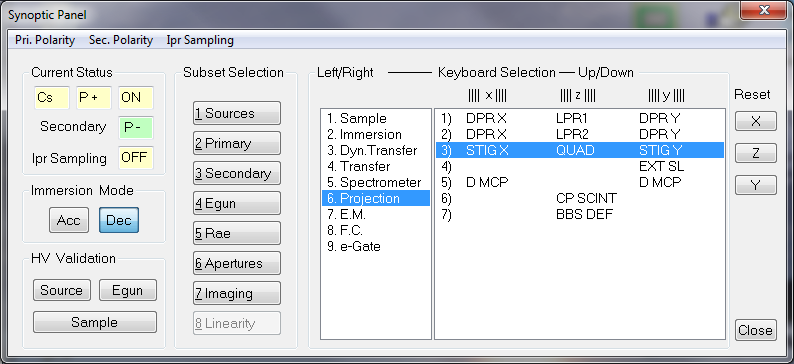 Synoptic Panel
Pri. Polarity Sec. Polarity Ipr Sampling
Current Status
Cs P + ON
Secondary P -
Ipr Sampling OFF
Immersion Mode
Acc Dec
HV Validation
Source Egun
Sample
Subset Selection
1 Sources
2 Primary
3 Secondary
4 Egun
5 Rae
6 Apertures
7 Imaging
8 Linearity
Left/Right ——— Keyboard Selection — Up/Down
|||| x |||| |||| z |||| |||| y ||||
1. Sample
2. Immersion
3. Dyn.Transfer
4. Transfer
5. Spectrometer
6. Projection
7. E.M.
8. F.C.
9. e-Gate
1) DPR X LPR1 DPR Y
2) DPR X LPR2 DPR Y
3) STIG X QUAD STIG Y
4) EXT SL
5) D MCP D MCP
6) CP SCINT
7) BBS DEF
Reset
X
Z
Y
Close